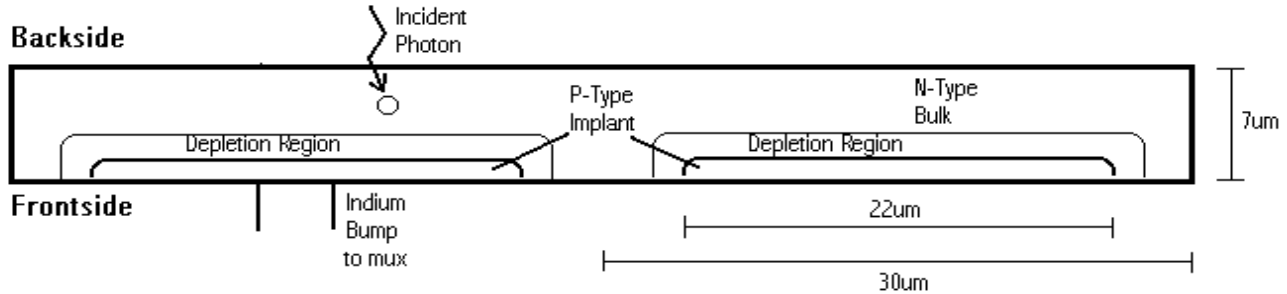 Backside
Incident
Photon
P-Type
Implant
N-Type
Bulk
7um
Depletion Region
Depletion Region
Frontside
Indium
Bump
to mux
22um
30um